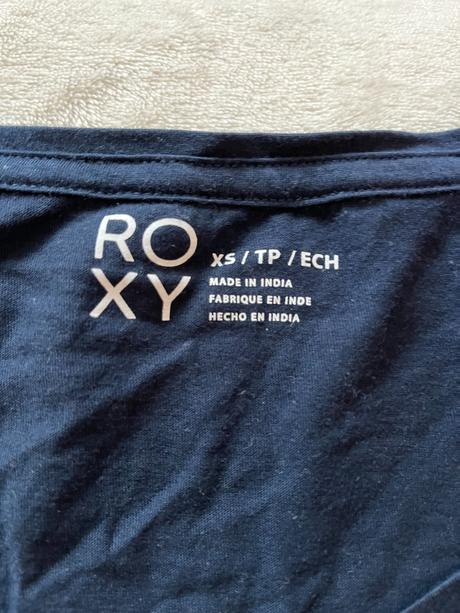 RO
XY
XS / TP / ECH
MADE IN INDIA
FABRIQUE EN INDE
HECHO EN INDIA